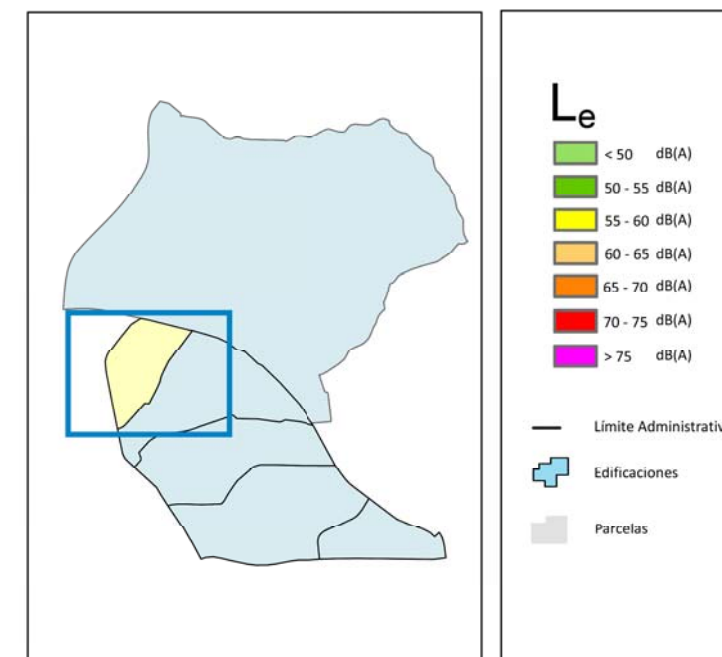 Le
< 50 dB(A)
50 - 55 dB(A)
55 - 60 dB(A)
60 - 65 dB(A)
65 - 70 dB(A)
70 - 75 dB(A)
> 75 dB(A)
Límite Administrativ
Edificaciones
Parcelas